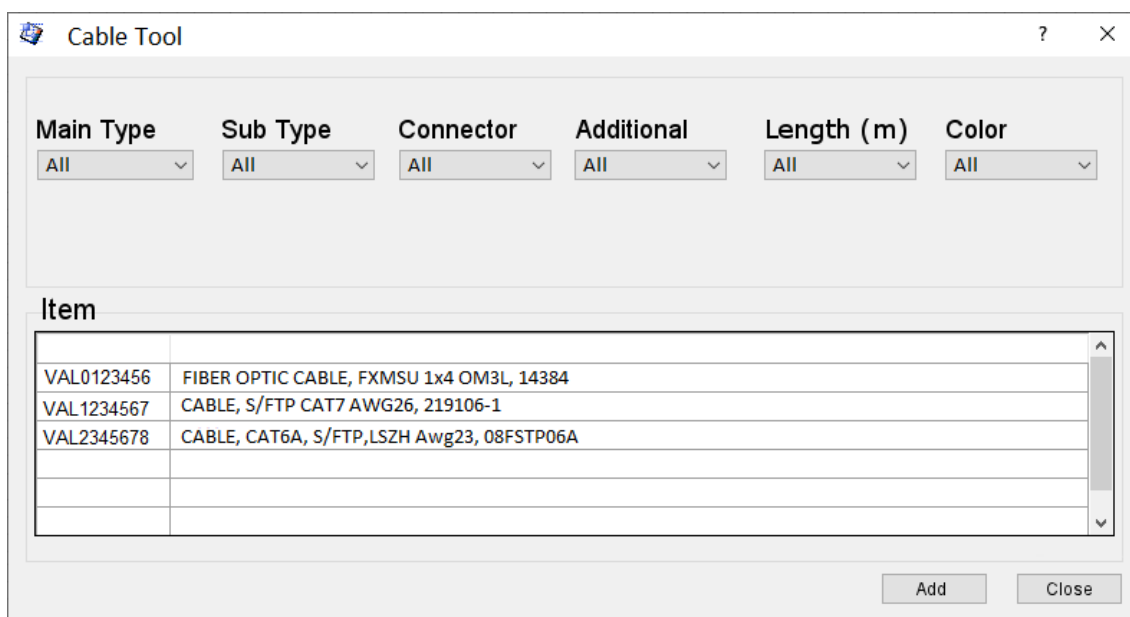 Cable Tool ?
Main Type Sub Type Connector Additional Length (m) Color
All All All All All All
Item
VAL0123456 FIBER OPTIC CABLE, FXMSU 1x4 OM3L, 14384
VAL1234567 CABLE, S/FTP CAT7 AWG26, 219106-1
VAL2345678 CABLE, CAT6A, S/FTP,LSZH Awg23, 08FSTP06A
Add Close